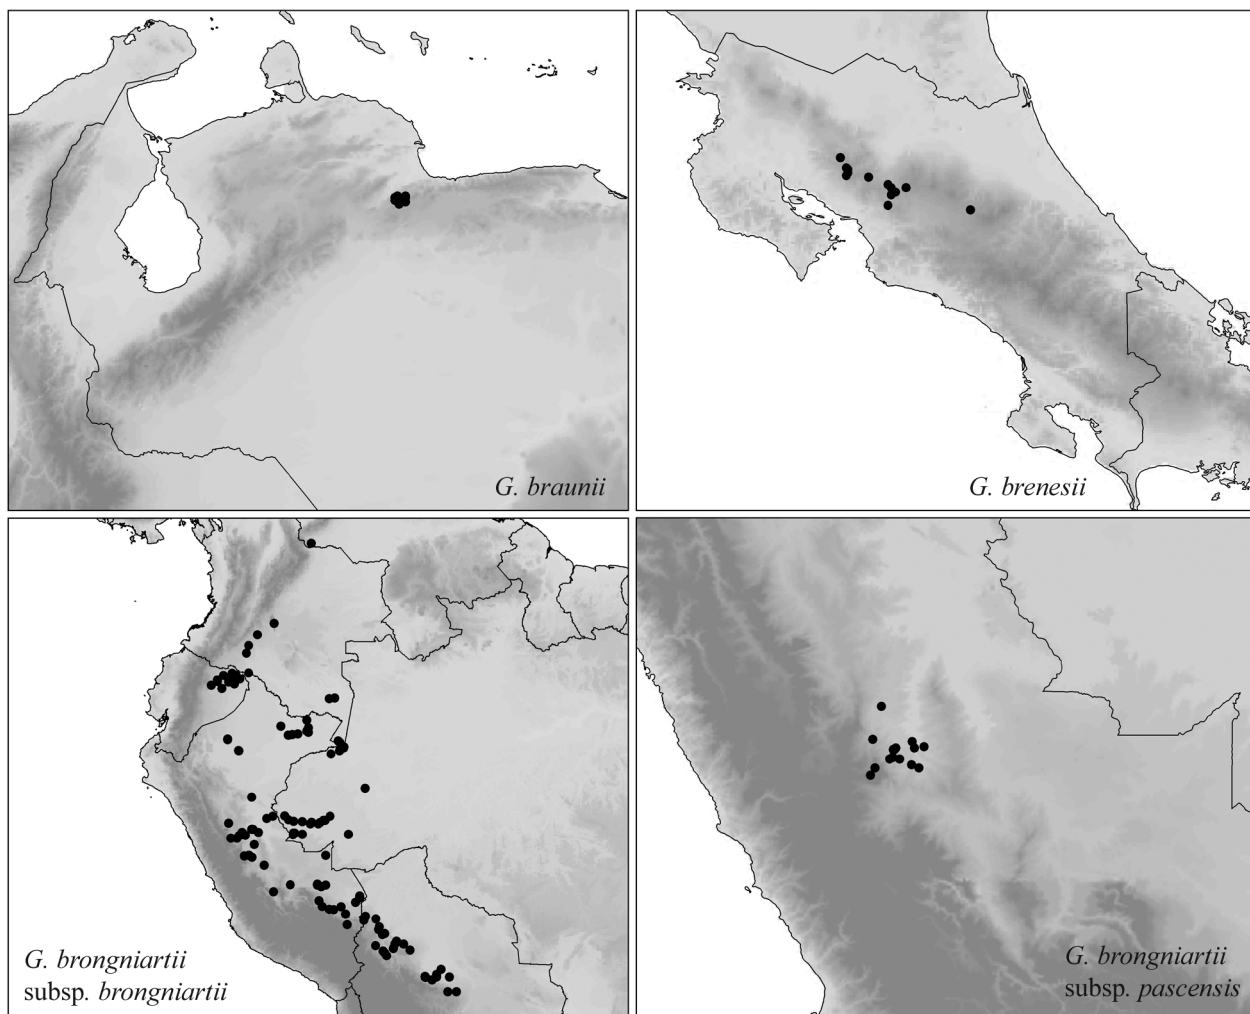 G. braunii
G. brenesii
G. brongniartii
subsp. brongniartii
G. brongniartii
subsp. pascensis